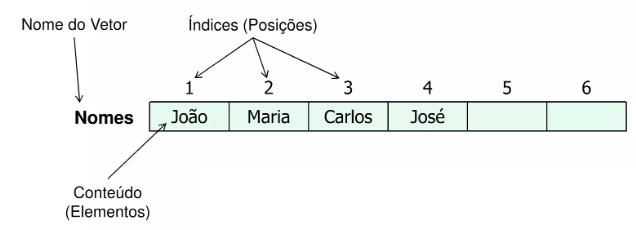 Nome do Vetor
Índices (Posições)
1 2 3 4 5 6
Nomes João Maria Carlos José
Conteúdo
(Elementos)